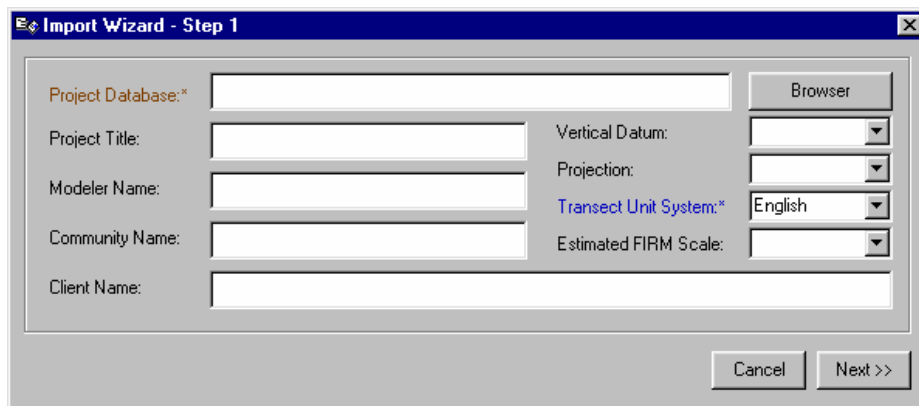 Import Wizard - Step 1
Project Database:*
Browser
Project Title:
Vertical Datum:
Projection:
Modeler Name:
Transect Unit System:* English
Community Name:
Estimated FIRM Scale:
Client Name:
Cancel
Next >>